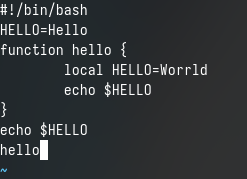 #!/bin/bash
HELLO=Hello
function hello {
        local HELLO=Worrld
        echo $HELLO
}
echo $HELLO
hello
~